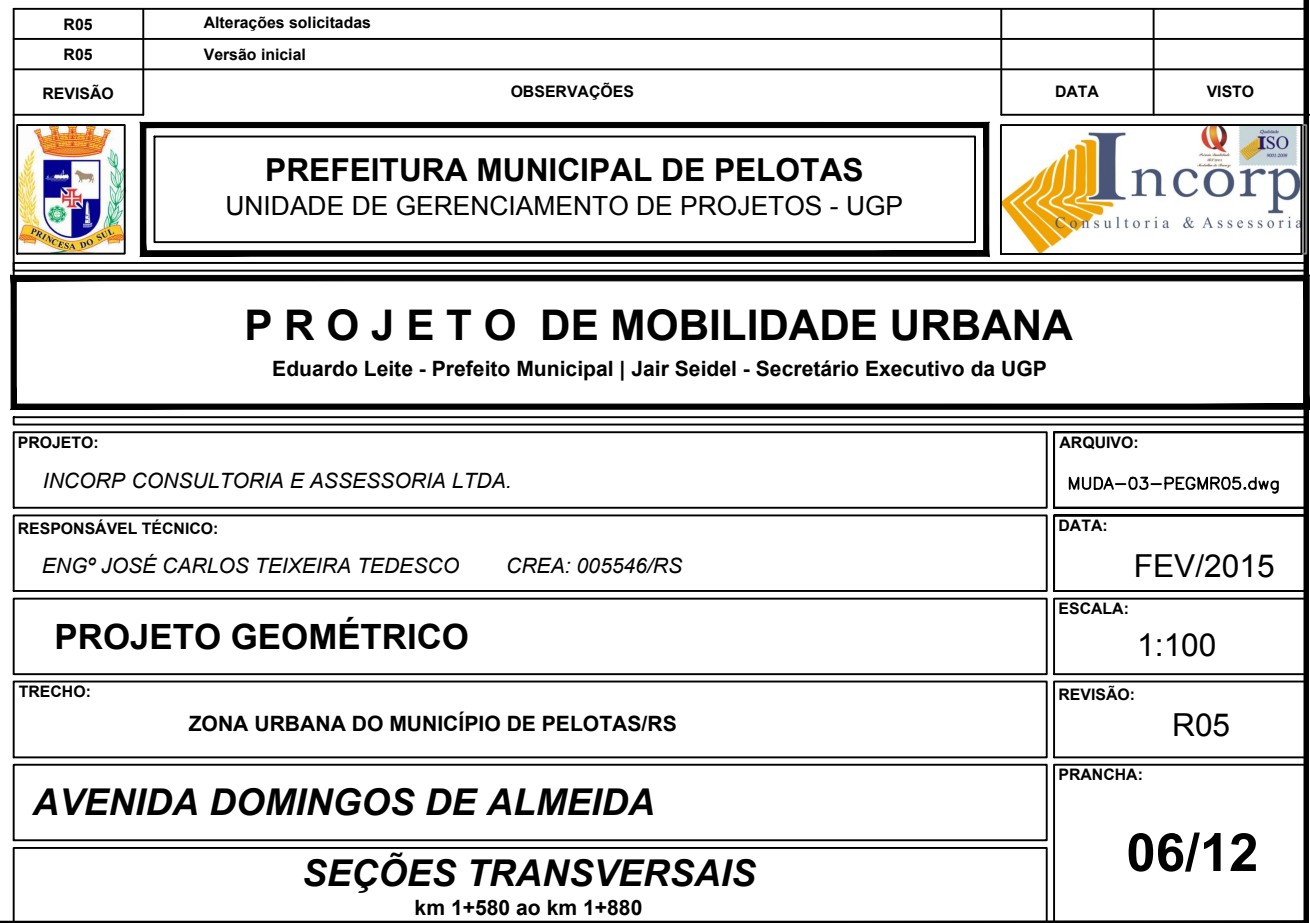 R05 Alterações solicitadas
R05 Versão inicial
REVISÃO OBSERVAÇÕES DATA VISTO
PRINCESA DO SUL
PREFEITURA MUNICIPAL DE PELOTAS
UNIDADE DE GERENCIAMENTO DE PROJETOS - UGP
Incorp
Consultoria & Assessoria
Qualidade
ISO
9001:2008
P R O J E T O DE MOBILIDADE URBANA
Eduardo Leite - Prefeito Municipal | Jair Seidel - Secretário Executivo da UGP
PROJETO:
INCORP CONSULTORIA E ASSESSORIA LTDA.
ARQUIVO:
MUDA-03-PEGMR05.dwg
RESPONSÁVEL TÉCNICO:
ENGº JOSÉ CARLOS TEIXEIRA TEDESCO CREA: 005546/RS
DATA:
FEV/2015
PROJETO GEOMÉTRICO
ESCALA:
1:100
TRECHO:
ZONA URBANA DO MUNICÍPIO DE PELOTAS/RS
REVISÃO:
R05
AVENIDA DOMINGOS DE ALMEIDA
PRANCHA:
06/12
SEÇÕES TRANSVERSAIS
km 1+580 ao km 1+880